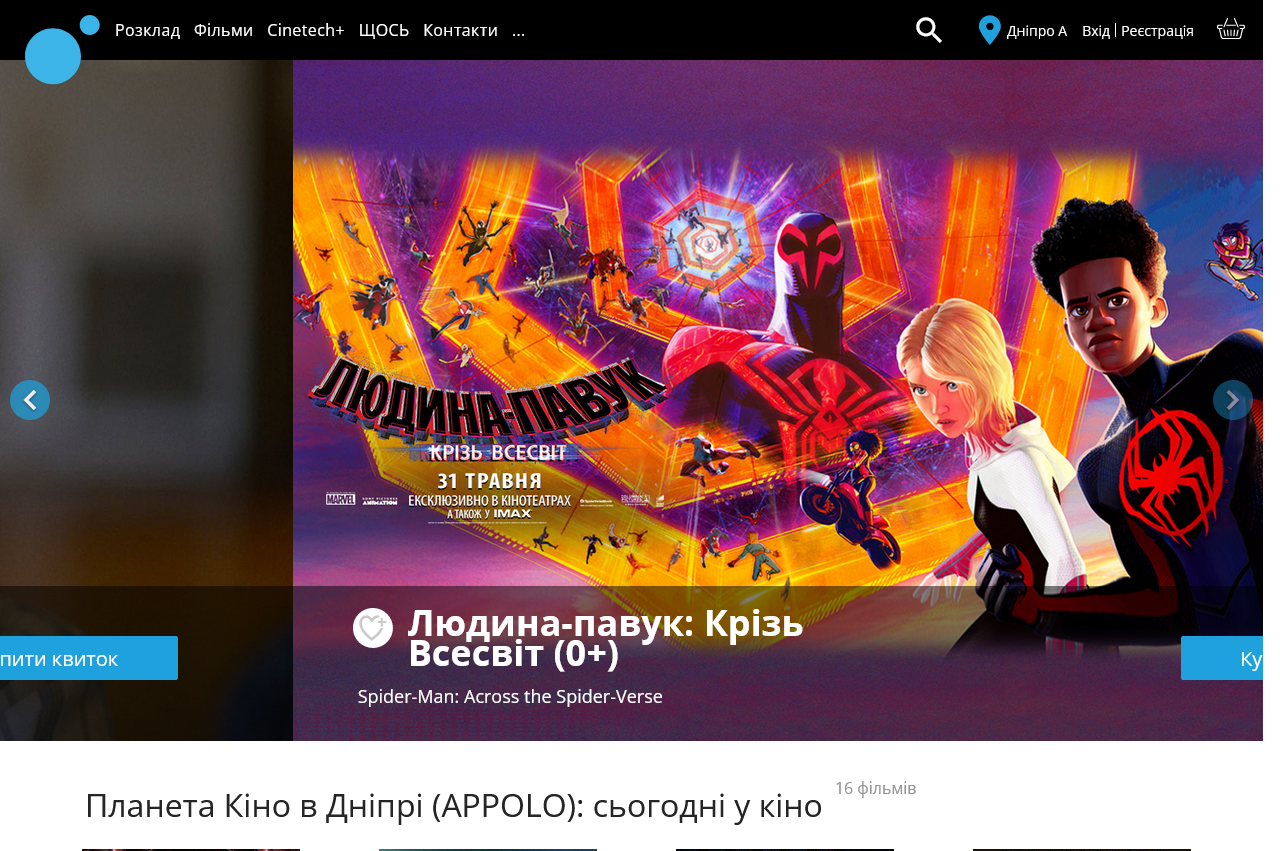 Розклад Фільми Cinetech+ ЩОСЬ Контакти ... Дніпро А Вхід | Реєстрація
ЛЮДИНА-ПАВУК
КРІЗЬ ВСЕСВІТ
31 ТРАВНЯ
MARVEL ЕКСКЛЮЗИВНО В КІНОТЕАТРАХ
ANIMATION
А ТАКОЖ У IMAX
Людина-павук: Крізь
Всесвіт (0+)
пити квиток
Ку
Spider-Man: Across the Spider-Verse
16 фільмів
Планета Кіно в Дніпрі (APPOLO): сьогодні у кіно